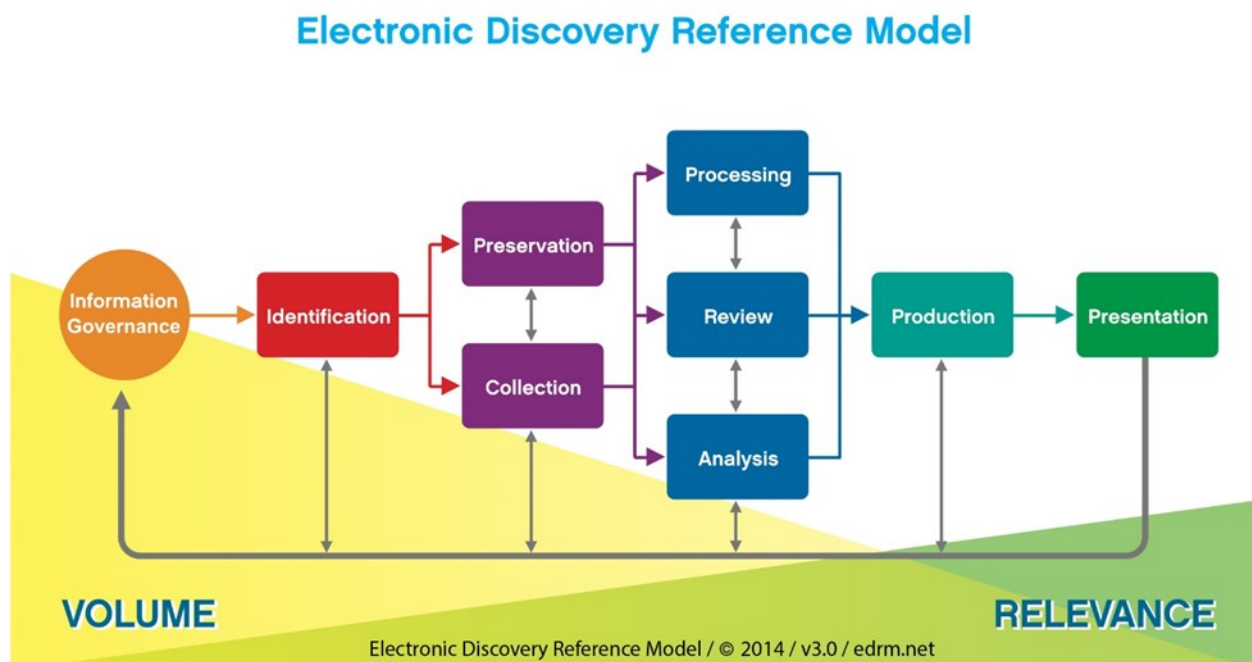 Electronic Discovery Reference Model
Processing
Preservation
Information
Governance
Identification
Review
Production
Presentation
Collection
Analysis
VOLUME
RELEVANCE
Electronic Discovery Reference Model / © 2014 / v3.0 / edrm.net